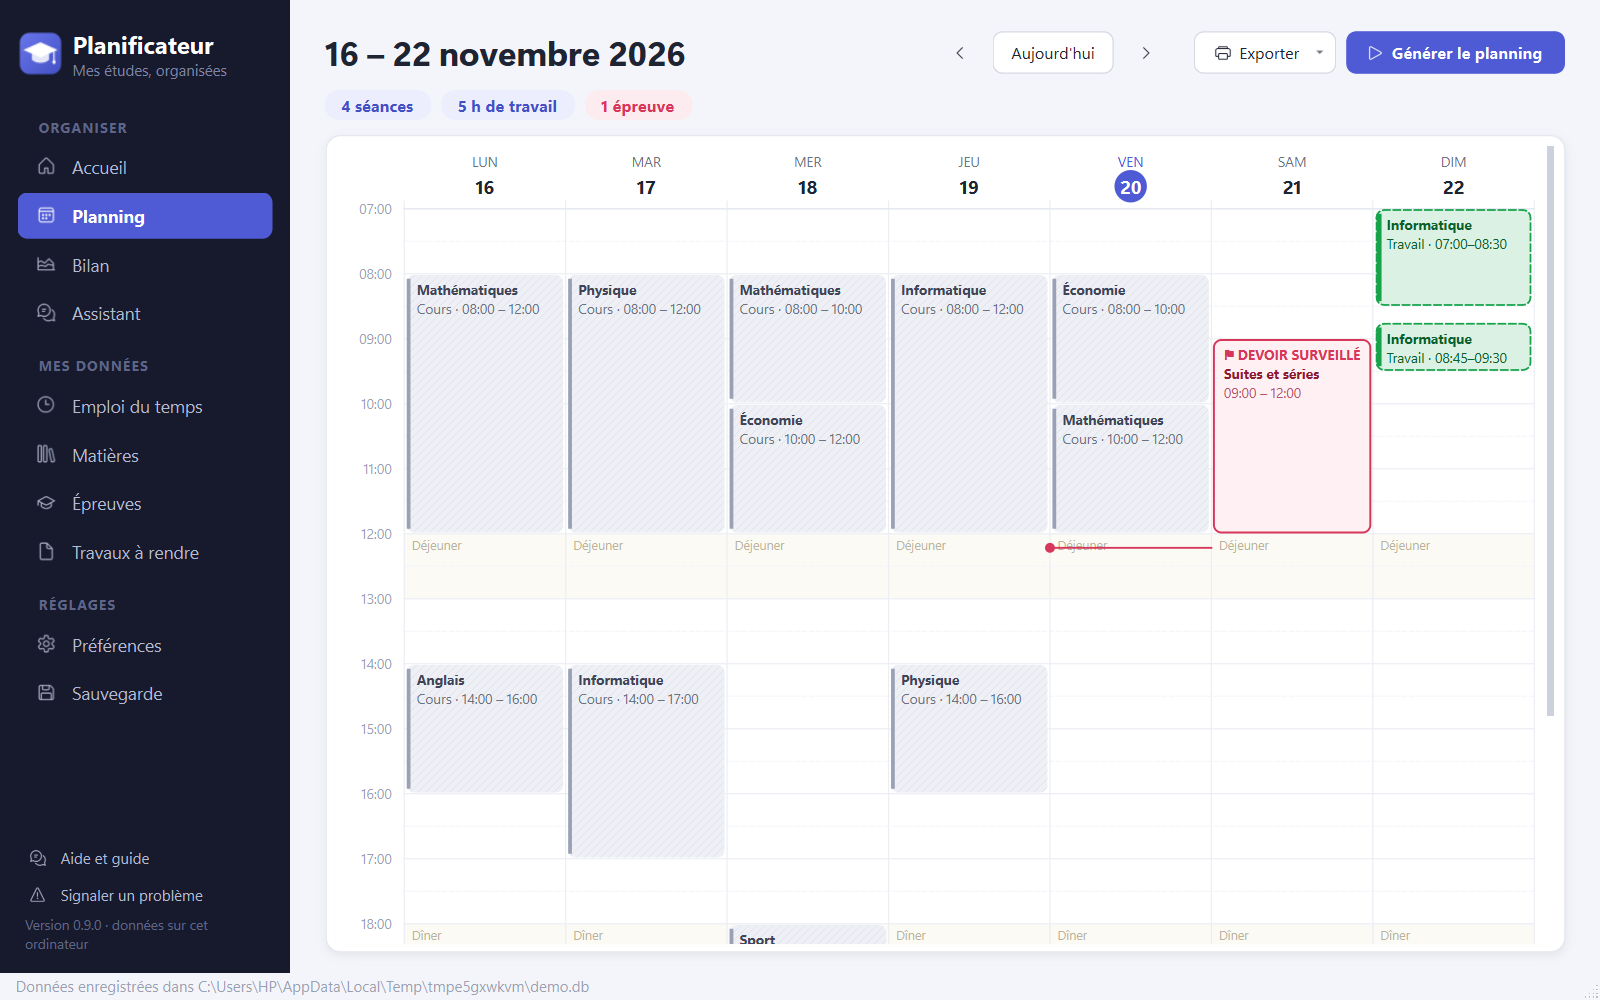 Planificateur
Mes études, organisées
ORGANISER
Accueil
Planning
Bilan
Assistant
MES DONNÉES
Emploi du temps
Matières
Épreuves
Travaux à rendre
RÉGLAGES
Préférences
Sauvegarde
Aide et guide
Signaler un problème
Version 0.9.0 · données sur cet
ordinateur
16 – 22 novembre 2026
Aujourd'hui
Exporter
Générer le planning
4 séances
5 h de travail
1 épreuve
LUN
16
MAR
17
MER
18
JEU
19
VEN
20
SAM
21
DIM
22
07:00
08:00
09:00
10:00
11:00
12:00
13:00
14:00
15:00
16:00
17:00
18:00
Mathématiques
Cours · 08:00 – 12:00
Déjeuner
Anglais
Cours · 14:00 – 16:00
Dîner
Physique
Cours · 08:00 – 12:00
Déjeuner
Informatique
Cours · 14:00 – 17:00
Dîner
Mathématiques
Cours · 08:00 – 10:00
Économie
Cours · 10:00 – 12:00
Déjeuner
Sport
Informatique
Cours · 08:00 – 12:00
Déjeuner
Physique
Cours · 14:00 – 16:00
Dîner
Économie
Cours · 08:00 – 10:00
Mathématiques
Cours · 10:00 – 12:00
Déjeuner
Dîner
DEVOIR SURVEILLÉ
Suites et séries
09:00 – 12:00
Déjeuner
Dîner
Informatique
Travail · 07:00–08:30
Informatique
Travail · 08:45–09:30
Déjeuner
Dîner
Données enregistrées dans C:\Users\HP\AppData\Local\Temp\tmpe5gxwkvm\demo.db